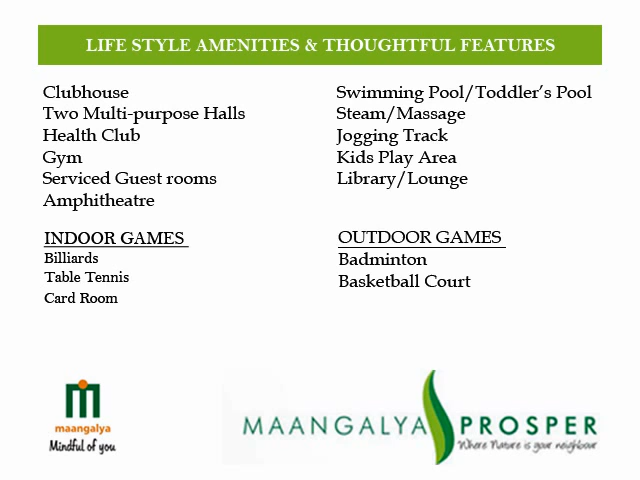 LIFE STYLE AMENITIES & THOUGHTFUL FEATURES
Clubhouse
Two Multi-purpose Halls
Health Club
Gym
Serviced Guest rooms
Amphitheatre
Swimming Pool/Toddler's Pool
Steam/Massage
Jogging Track
Kids Play Area
Library/Lounge
INDOOR GAMES
Billiards
Table Tennis
Card Room
OUTDOOR GAMES
Badminton
Basketball Court
maangalya
Mindful of you
MAANGALYA PROSPER
Where Nature is your neighbour